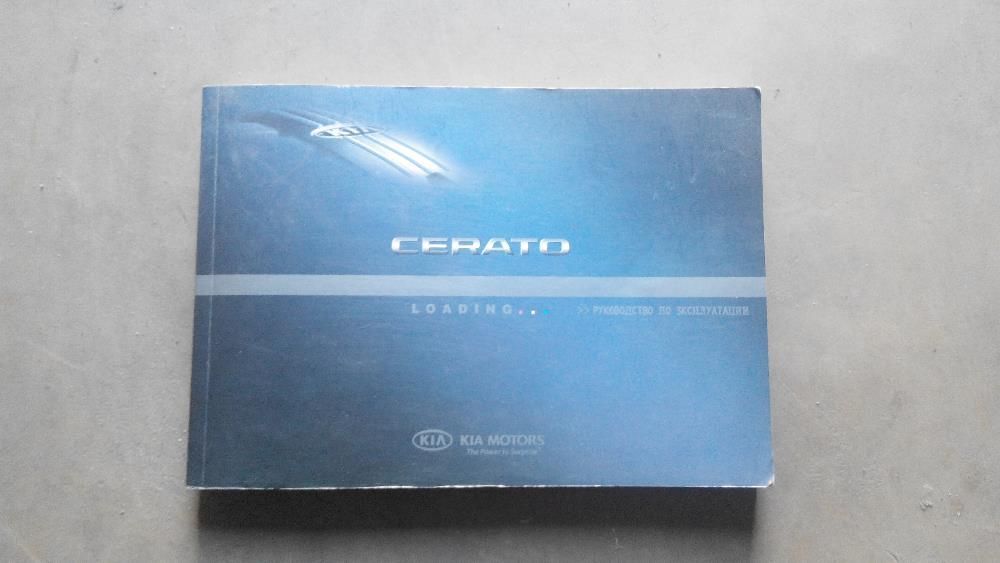 KIA
CERATO
LOADING...
>> РУКОВОДСТВО ПО ЭКСПЛУАТАЦИИ
KIA KIA MOTORS
The Power to Surprise